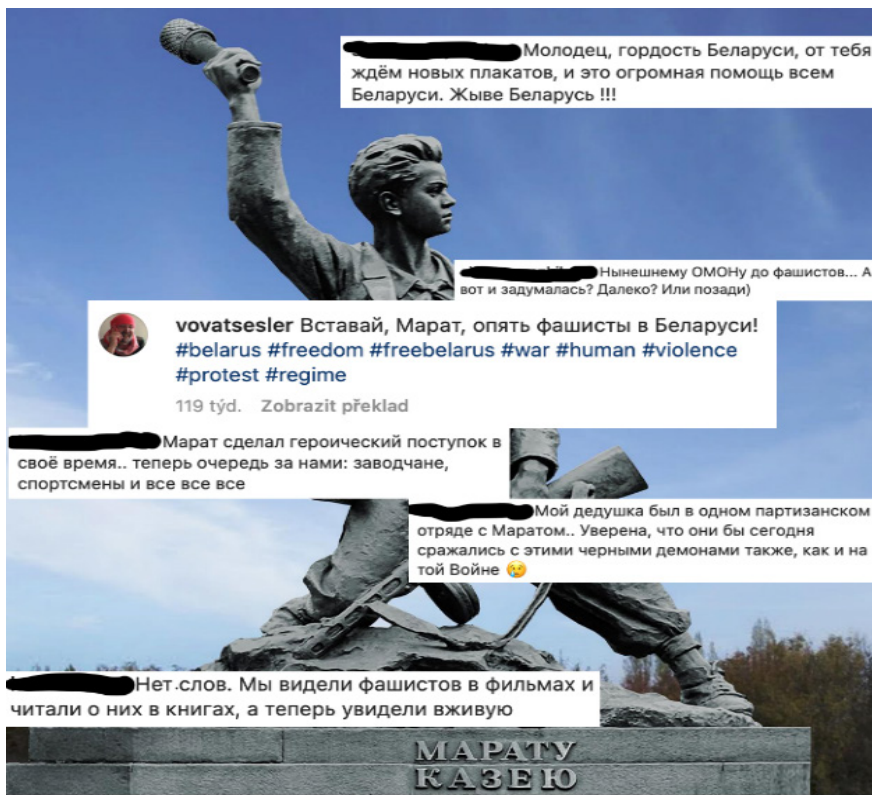 Молодец, гордость Беларуси, от тебя
ждём новых плакатов, и это огромная помощь всем
Беларуси. Жыве Беларусь !!!
Нынешнему ОМОНу до фашистов... А
вот и задумалась? Далеко? Или позади)
vovatsesler Вставай, Марат, опять фашисты в Беларуси!
#belarus #freedom #freebelarus #war #human #violence
#protest #regime
119 týd. Zobrazit překlad
Марат сделал героический поступок в
своё время.. теперь очередь за нами: заводчане,
спортсмены и все все все
Мой дедушка был в одном партизанском
отряде с Маратом.. Уверена, что они бы сегодня
сражались с этими черными демонами также, как и на
той Войне 😢
Нет.слов. Мы видели фашистов в фильмах и
читали о них в книгах, а теперь увидели вживую
МАРАТУ
КАЗЕЮ